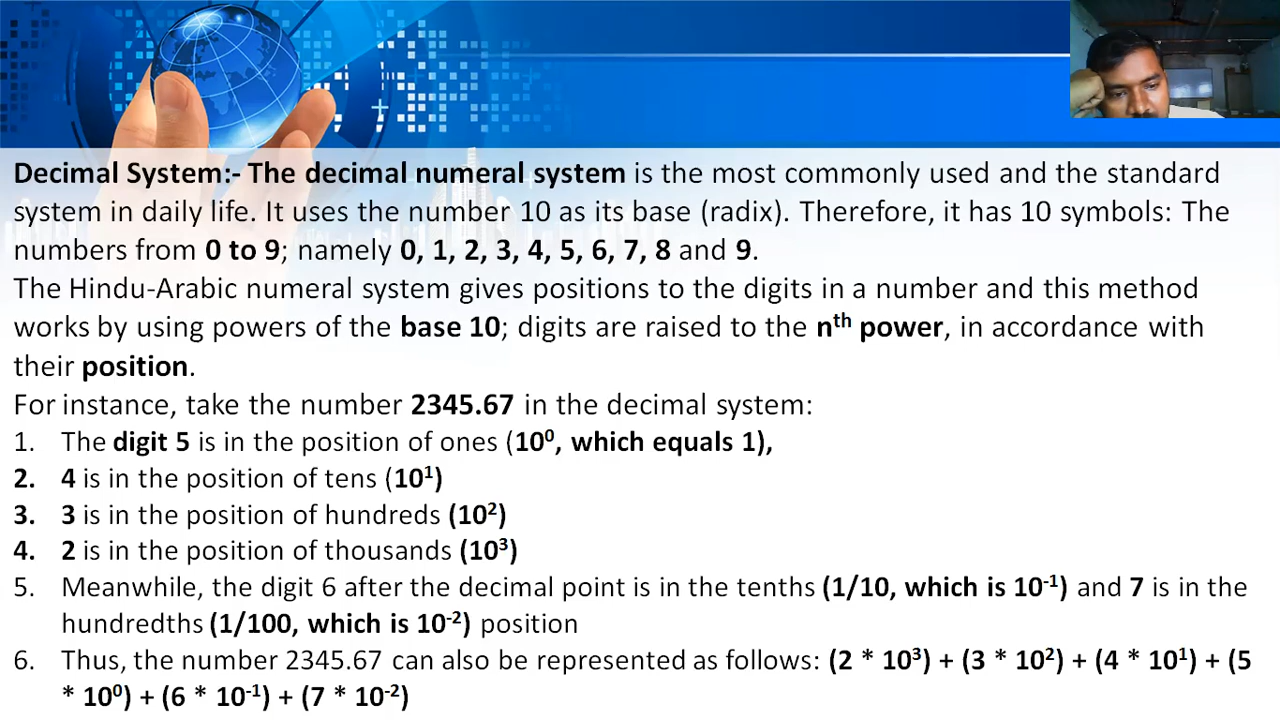 Decimal System:- The decimal numeral system is the most commonly used and the standard
system in daily life. It uses the number 10 as its base (radix). Therefore, it has 10 symbols: The
numbers from 0 to 9; namely 0, 1, 2, 3, 4, 5, 6, 7, 8 and 9.
The Hindu-Arabic numeral system gives positions to the digits in a number and this method
works by using powers of the base 10; digits are raised to the nᵗʰ power, in accordance with
their position.
For instance, take the number 2345.67 in the decimal system:
1. The digit 5 is in the position of ones (10⁰, which equals 1),
2. 4 is in the position of tens (10¹)
3. 3 is in the position of hundreds (10²)
4. 2 is in the position of thousands (10³)
5. Meanwhile, the digit 6 after the decimal point is in the tenths (1/10, which is 10⁻¹) and 7 is in the
hundredths (1/100, which is 10⁻²) position
6. Thus, the number 2345.67 can also be represented as follows: (2 * 10³) + (3 * 10²) + (4 * 10¹) + (5
* 10⁰) + (6 * 10⁻¹) + (7 * 10⁻²)